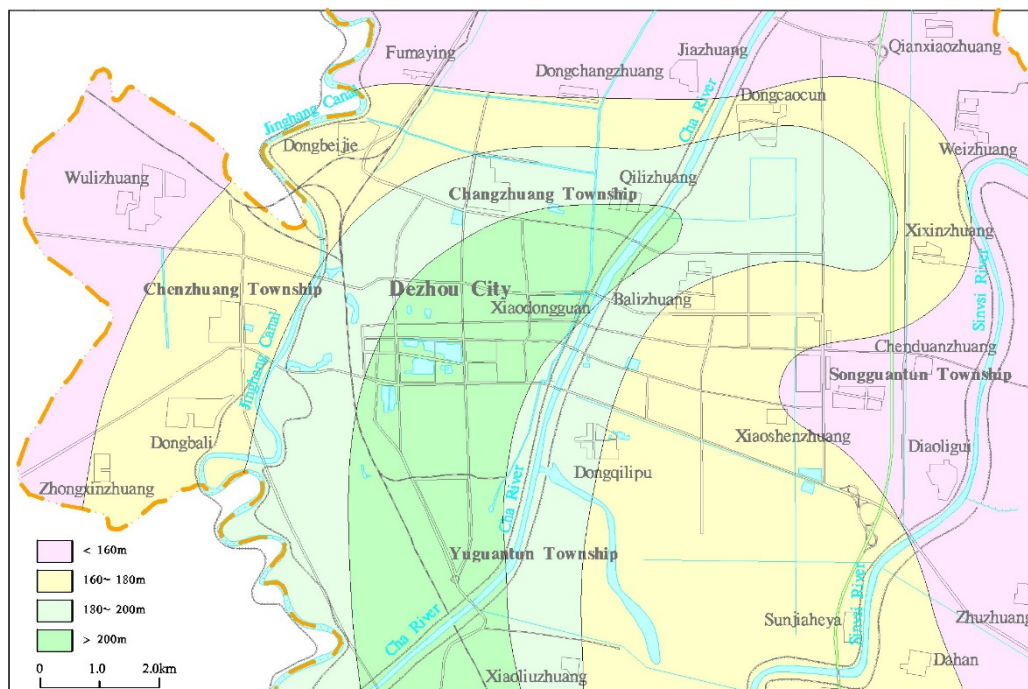 Fumaying
Jiazhuang
Qianxiaozhuang
Dongchangzhuang
Dongcaocun
Jinghang Canal
Cha River
Dongbeijie
Weizhuang
Wulizhuang
Qilizhuang
Changzhuang Township
Xixinzhuang
Chenzhuang Township
Dezhou City
Balizhuang
Xiaodongguan
Sinvsi River
Chenduanzhuang
Jinghang Canal
Songguantun Township
Dongbali
Xiaoshenzhuang
Diaoligui
Zhongxinzhuang
Dongqilipu
Cha River
< 160m
Yuguantun Township
160~ 180m
Sinvsi River
180~ 200m
Sunjiaheya
Zhuzhuang
> 200m
Cha River
Xiaoliuzhuang
Dahan
0 1.0 2.0km